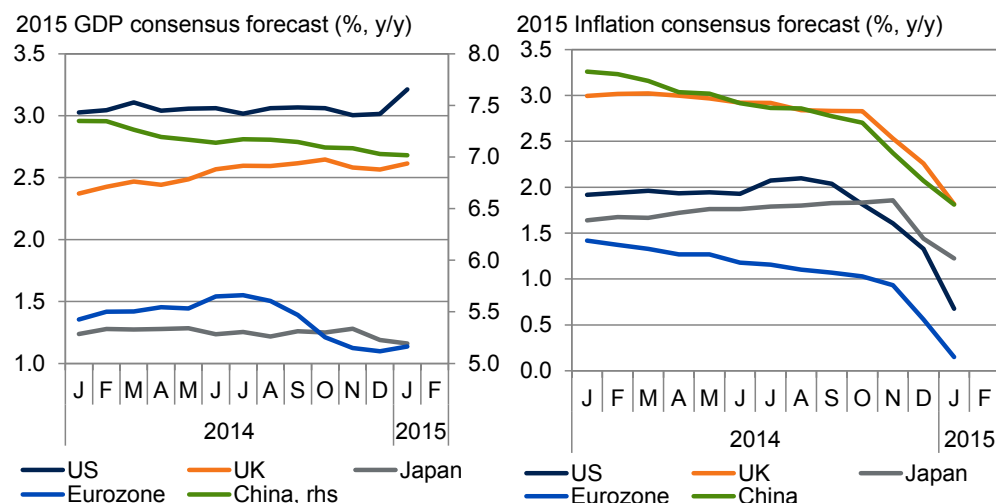 2015 GDP consensus forecast (%, y/y)
3.5
3.0
2.5
2.0
1.5
1.0
8.0
7.5
7.0
6.5
6.0
5.5
5.0
J F M A M J J A S O N D J F
2014 2015
US UK Japan
Eurozone China, rhs
2015 Inflation consensus forecast (%, y/y)
3.5
3.0
2.5
2.0
1.5
1.0
0.5
0.0
J F M A M J J A S O N D J F
2014 2015
US UK Japan
Eurozone China